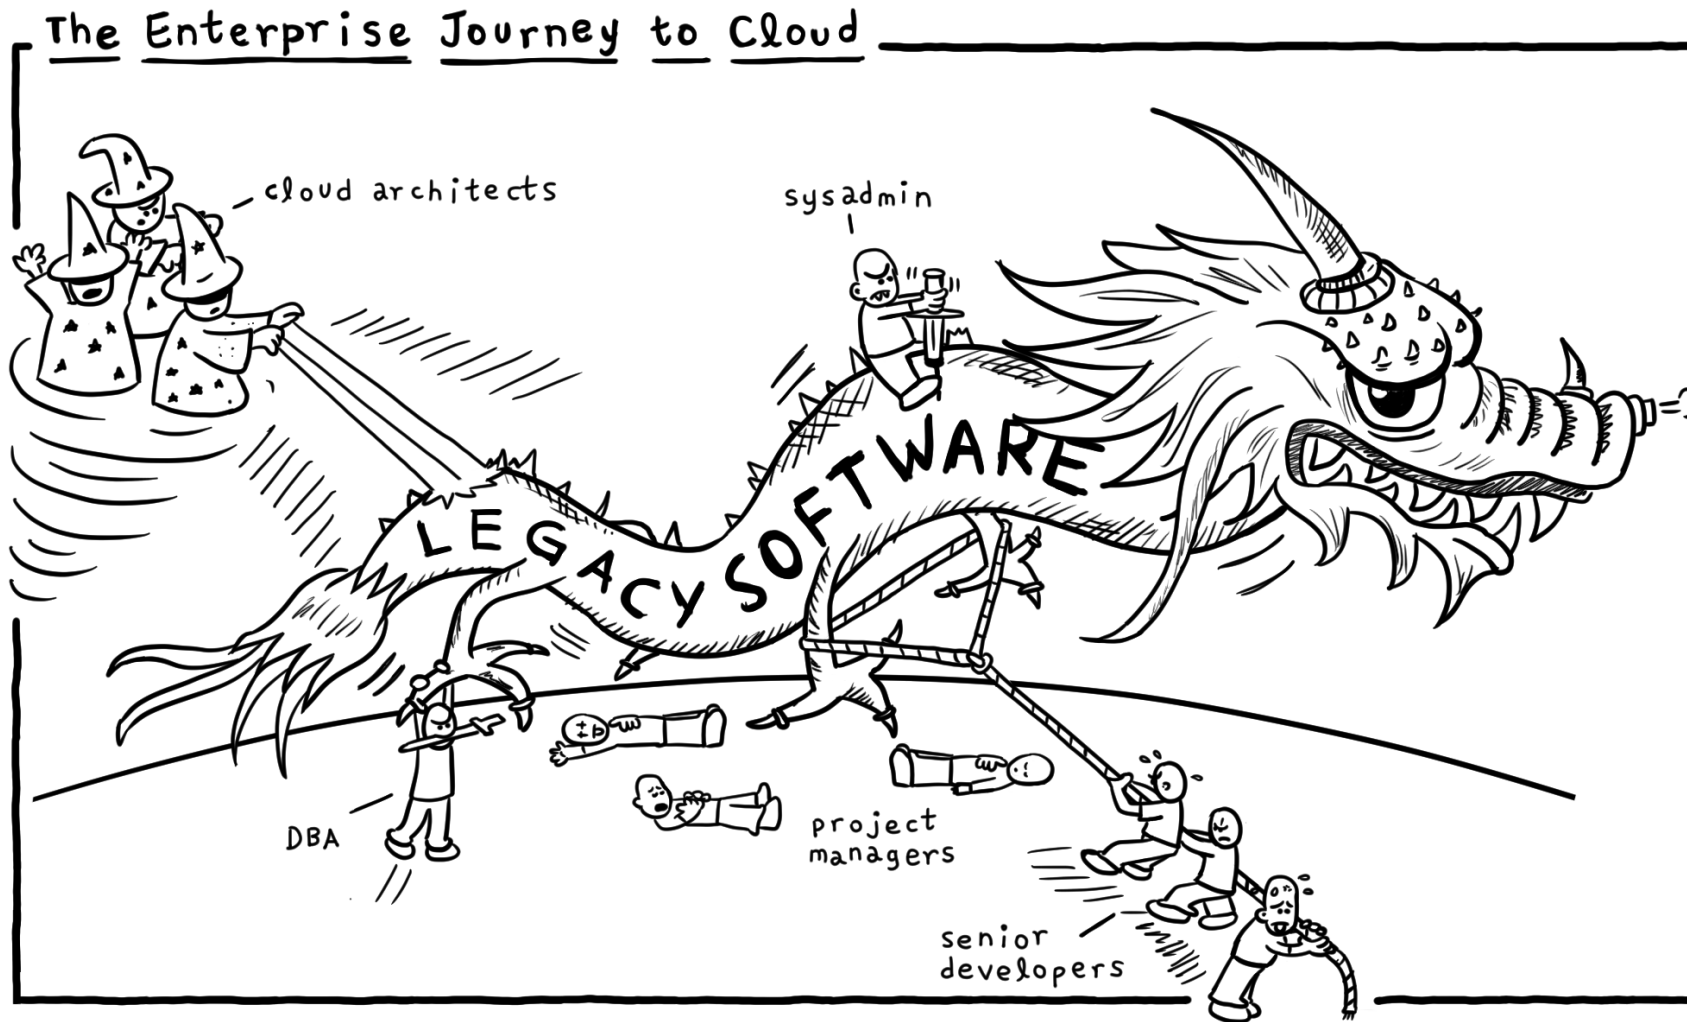 The Enterprise Journey to Cloud
cloud architects
sysadmin
LEGACY SOFTWARE
DBA
project
managers
senior
developers